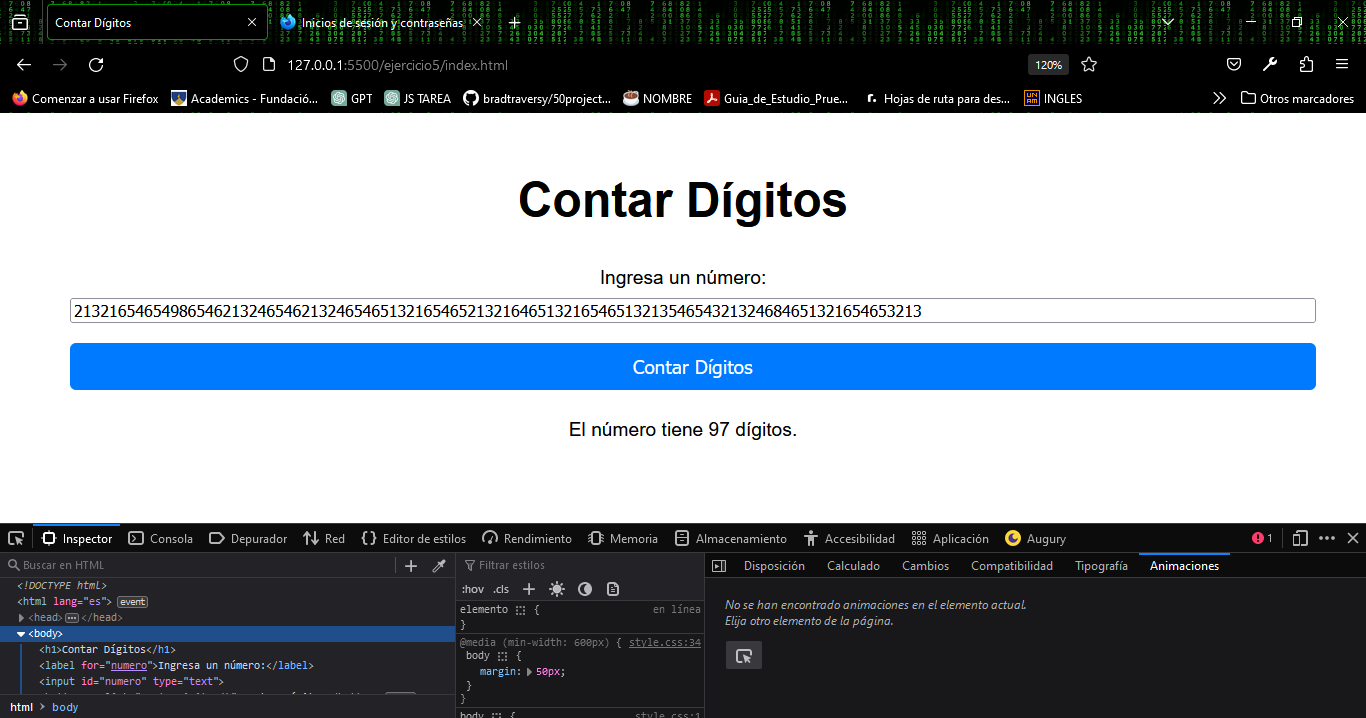 Contar Dígitos
Inicios de sesión y contraseñas
127.0.0.1:5500/ejercicio5/index.html
120%
Comenzar a usar Firefox
Academics - Fundació...
GPT
JS TAREA
bradtraversy/50project...
NOMBRE
Guia_de_Estudio_Prue...
r. Hojas de ruta para des...
INGLES
Otros marcadores
Contar Dígitos
Ingresa un número:
2132165465498654621324654621324654651321654652132164651321654651321354654321324684651321654653213
Contar Dígitos
El número tiene 97 dígitos.
Inspector
Consola
Depurador
Red
Editor de estilos
Rendimiento
Memoria
Almacenamiento
Accesibilidad
Aplicación
Augury
1
Buscar en HTML
<!DOCTYPE html>
<html lang="es"> event
<head> </head>
<body>
<h1>Contar Dígitos</h1>
<label for="numero">Ingresa un número:</label>
<input id="numero" type="text">
html > body
Filtrar estilos
:hov .cls
elemento { en línea
}
@media (min-width: 600px) { style.css:34
body {
margin: 50px;
}
}
body { style.css:1
Disposición
Calculado
Cambios
Compatibilidad
Tipografía
Animaciones
No se han encontrado animaciones en el elemento actual.
Elija otro elemento de la página.